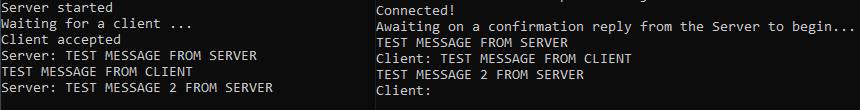 Server started
Waiting for a client ...
Client accepted
Server: TEST MESSAGE FROM SERVER
TEST MESSAGE FROM CLIENT
Server: TEST MESSAGE 2 FROM SERVER
Connected!
Awaiting on a confirmation reply from the Server to begin...
TEST MESSAGE FROM SERVER
Client: TEST MESSAGE FROM CLIENT
TEST MESSAGE 2 FROM SERVER
Client: